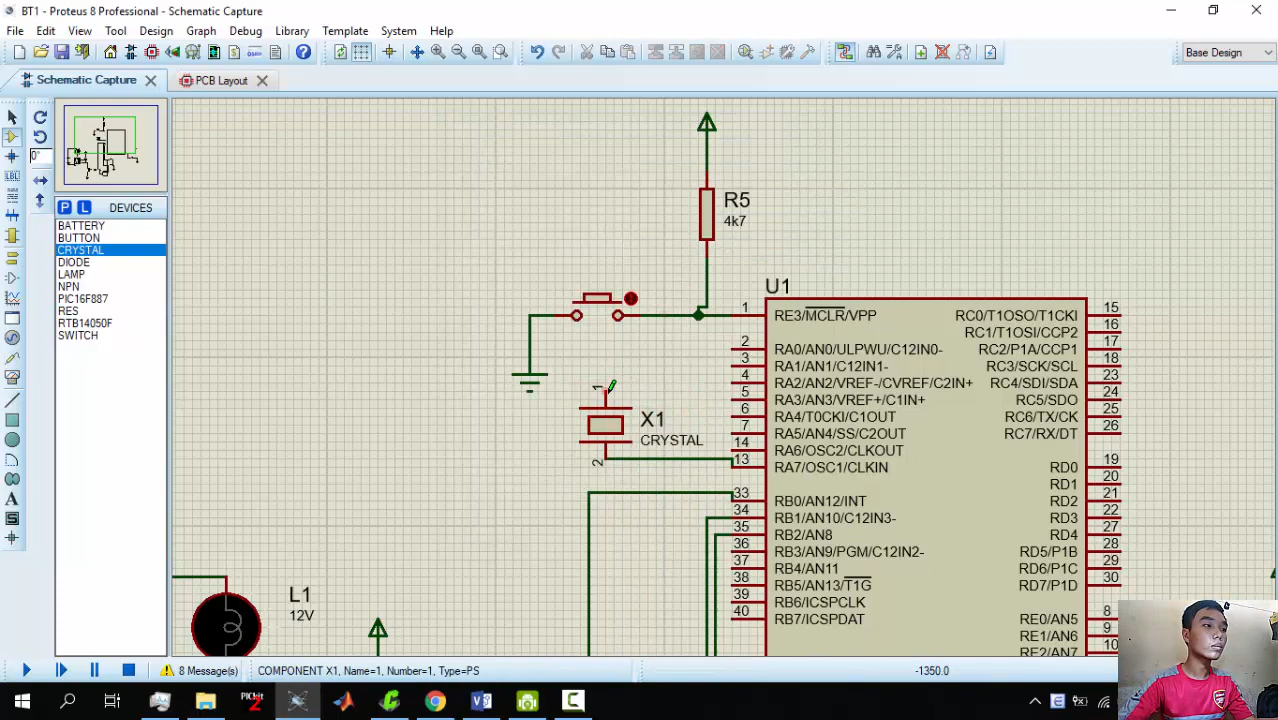 BT1 - Proteus 8 Professional - Schematic Capture
File Edit View Tool Design Graph Debug Library Template System Help
Base Design
Schematic Capture
PCB Layout
0°
P L DEVICES
BATTERY
BUTTON
CRYSTAL
DIODE
LAMP
NPN
PIC16F887
RES
RTB14050F
SWITCH
R5
4k7
U1
1 RE3/MCLR/VPP
2 RA0/AN0/ULPWU/C12IN0-
3 RA1/AN1/C12IN1-
4 RA2/AN2/VREF-/CVREF/C2IN+
5 RA3/AN3/VREF+/C1IN+
6 RA4/T0CKI/C1OUT
7 RA5/AN4/SS/C2OUT
14 RA6/OSC2/CLKOUT
13 RA7/OSC1/CLKIN
33 RB0/AN12/INT
34 RB1/AN10/C12IN3-
35 RB2/AN8
36 RB3/AN9/PGM/C12IN2-
37 RB4/AN11
38 RB5/AN13/T1G
39 RB6/ICSPCLK
40 RB7/ICSPDAT
RC0/T1OSO/T1CKI 15
RC1/T1OSI/CCP2 16
RC2/P1A/CCP1 17
RC3/SCK/SCL 18
RC4/SDI/SDA 23
RC5/SDO 24
RC6/TX/CK 25
RC7/RX/DT 26
RD0 19
RD1 20
RD2 21
RD3 22
RD4 27
RD5/P1B 28
RD6/P1C 29
RD7/P1D 30
RE0/AN5 8
RE1/AN6 9
RE2/AN7 10
1
X1
CRYSTAL
2
L1
12V
8 Message(s)
COMPONENT X1, Name=1, Number=1, Type=PS
-1350.0
PICkit
2